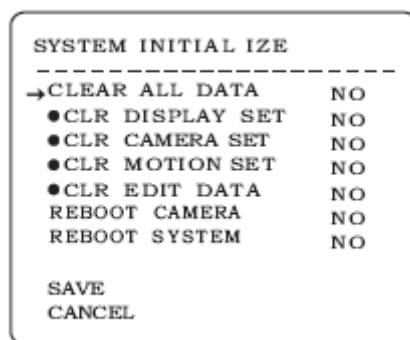 SYSTEM INITIAL IZE
--------------------
→CLEAR ALL DATA NO
●CLR DISPLAY SET NO
●CLR CAMERA SET NO
●CLR MOTION SET NO
●CLR EDIT DATA NO
REBOOT CAMERA NO
REBOOT SYSTEM NO
SAVE
CANCEL